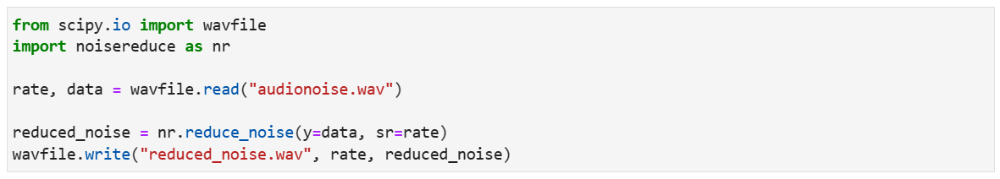 from scipy.io import wavfile
import noisereduce as nr

rate, data = wavfile.read("audionoise.wav")

reduced_noise = nr.reduce_noise(y=data, sr=rate)
wavfile.write("reduced_noise.wav", rate, reduced_noise)